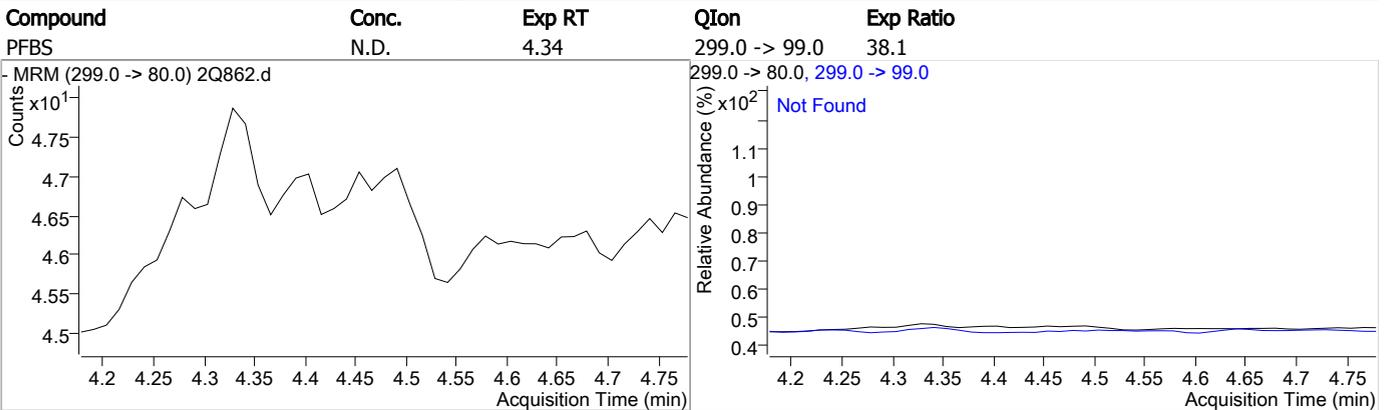 Compound Conc. Exp RT QIon Exp Ratio
PFBS N.D. 4.34 299.0 -> 99.0 38.1
- MRM (299.0 -> 80.0) 2Q862.d
Counts
x10¹
4.75
4.7
4.65
4.6
4.55
4.5
4.2 4.25 4.3 4.35 4.4 4.45 4.5 4.55 4.6 4.65 4.7 4.75
Acquisition Time (min)
299.0 -> 80.0, 299.0 -> 99.0
Relative Abundance (%)
x10²
Not Found
1.1
1
0.9
0.8
0.7
0.6
0.5
0.4
4.2 4.25 4.3 4.35 4.4 4.45 4.5 4.55 4.6 4.65 4.7 4.75
Acquisition Time (min)